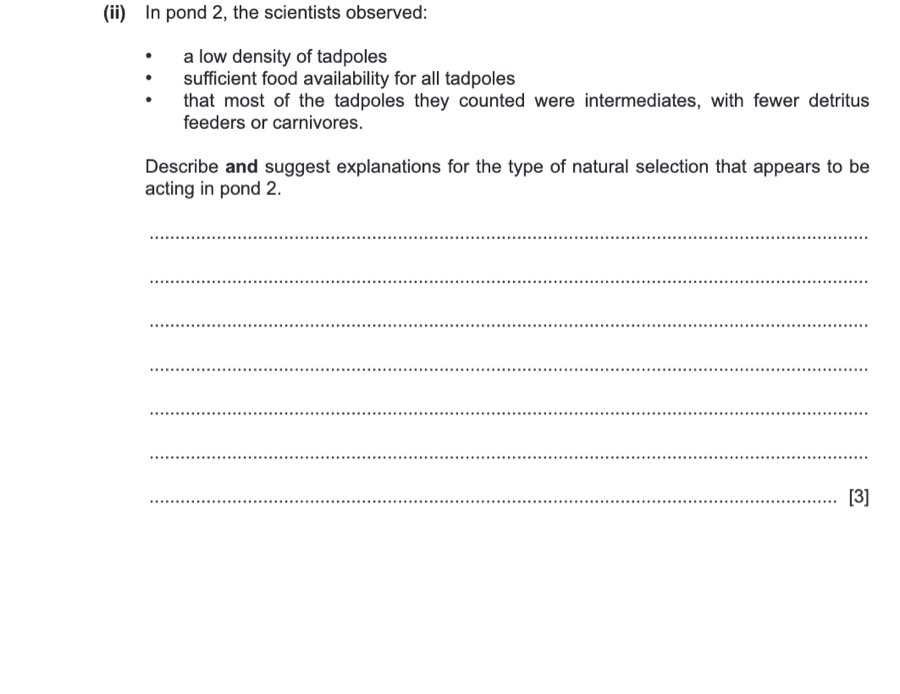 (ii) In pond 2, the scientists observed:
• a low density of tadpoles
• sufficient food availability for all tadpoles
• that most of the tadpoles they counted were intermediates, with fewer detritus
feeders or carnivores.
Describe and suggest explanations for the type of natural selection that appears to be
acting in pond 2.
[3]